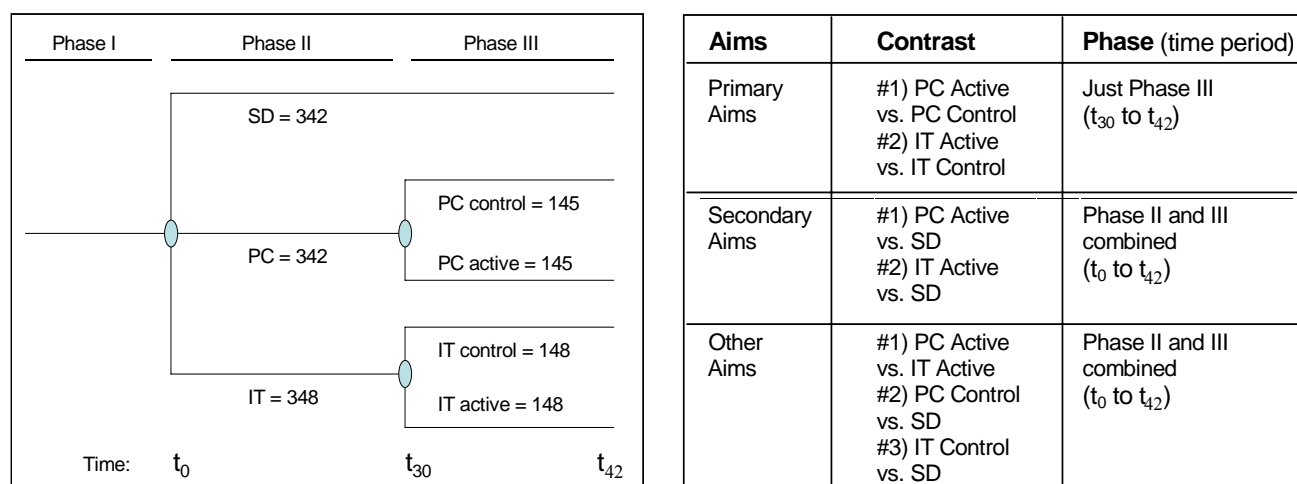 Phase I Phase II Phase III
SD = 342
PC control = 145
PC = 342
PC active = 145
IT control = 148
IT = 348
IT active = 148
Time: t0 t30 t42
Aims Contrast Phase (time period)
Primary #1) PC Active Just Phase III
Aims vs. PC Control (t30 to t42)
#2) IT Active
vs. IT Control
Secondary #1) PC Active Phase II and III
Aims vs. SD combined
#2) IT Active (t0 to t42)
vs. SD
Other #1) PC Active Phase II and III
Aims vs. IT Active combined
#2) PC Control (t0 to t42)
vs. SD
#3) IT Control
vs. SD